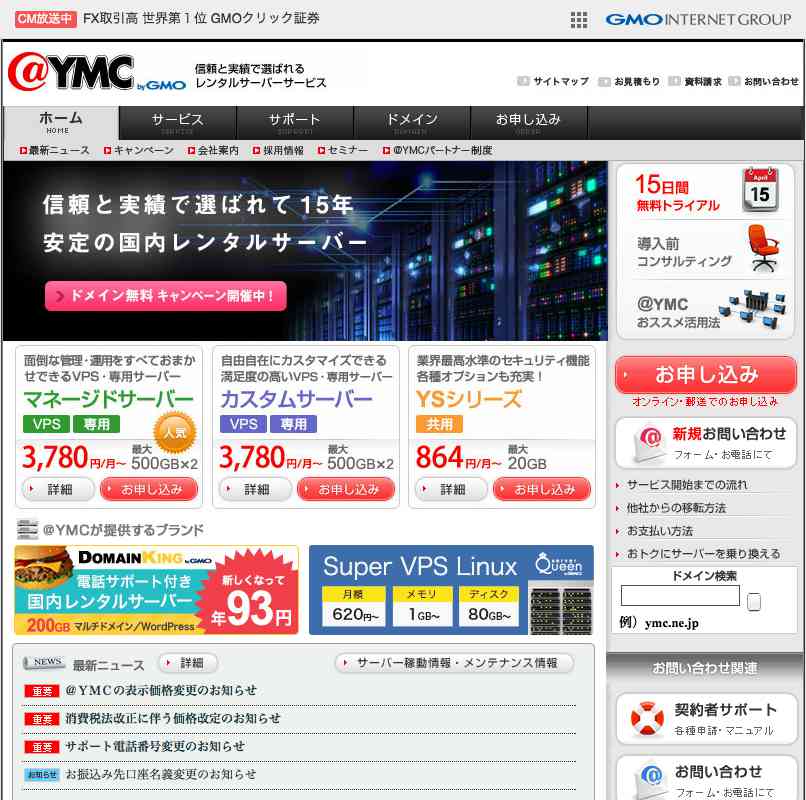 CM放送中 FX取引高 世界第1位 GMOクリック証券
GMO INTERNET GROUP
@YMC by GMO
信頼と実績で選ばれる
レンタルサーバーサービス
サイトマップ お見積もり 資料請求 お問い合わせ
ホーム サービス サポート ドメイン お申し込み
HOME SERVICE SUPPORT DOMAIN ORDER
最新ニュース キャンペーン 会社案内 採用情報 セミナー @YMCパートナー制度
信頼と実績で選ばれて15年
安定の国内レンタルサーバー
ドメイン無料 キャンペーン開催中！
15日間
無料トライアル
April
15
導入前
コンサルティング
@YMC
おススメ活用法
面倒な管理・運用をすべておまか
せできるVPS・専用サーバー
マネージドサーバー
VPS 専用
人気
3,780円/月〜 最大 500GB×2
詳細 お申し込み
自由自在にカスタマイズできる
満足度の高いVPS・専用サーバー
カスタムサーバー
VPS 専用
3,780円/月〜 最大 500GB×2
詳細 お申し込み
業界最高水準のセキュリティ機能
各種オプションも充実！
YSシリーズ
共用
864円/月〜 最大 20GB
詳細 お申し込み
お申し込み
オンライン・郵送でのお申し込み
新規お問い合わせ
フォーム・お電話にて
サービス開始までの流れ
他社からの移転方法
お支払い方法
おトクにサーバーを乗り換える
ドメイン検索
例）ymc.ne.jp
@YMCが提供するブランド
DOMAINKING by GMO
電話サポート付き
国内レンタルサーバー
200GB マルチドメイン/WordPress
新しくなって
年93円
Super VPS Linux
Queen
月額 メモリ ディスク
620円〜 1GB〜 80GB〜
NEWS 最新ニュース 詳細 サーバー稼動情報・メンテナンス情報
重要 @YMCの表示価格変更のお知らせ
重要 消費税法改正に伴う価格改定のお知らせ
重要 サポート電話番号変更のお知らせ
お知らせ お振込み先口座名義変更のお知らせ
お問い合わせ関連
契約者サポート
各種申請・マニュアル
お問い合わせ
フォーム・お電話にて